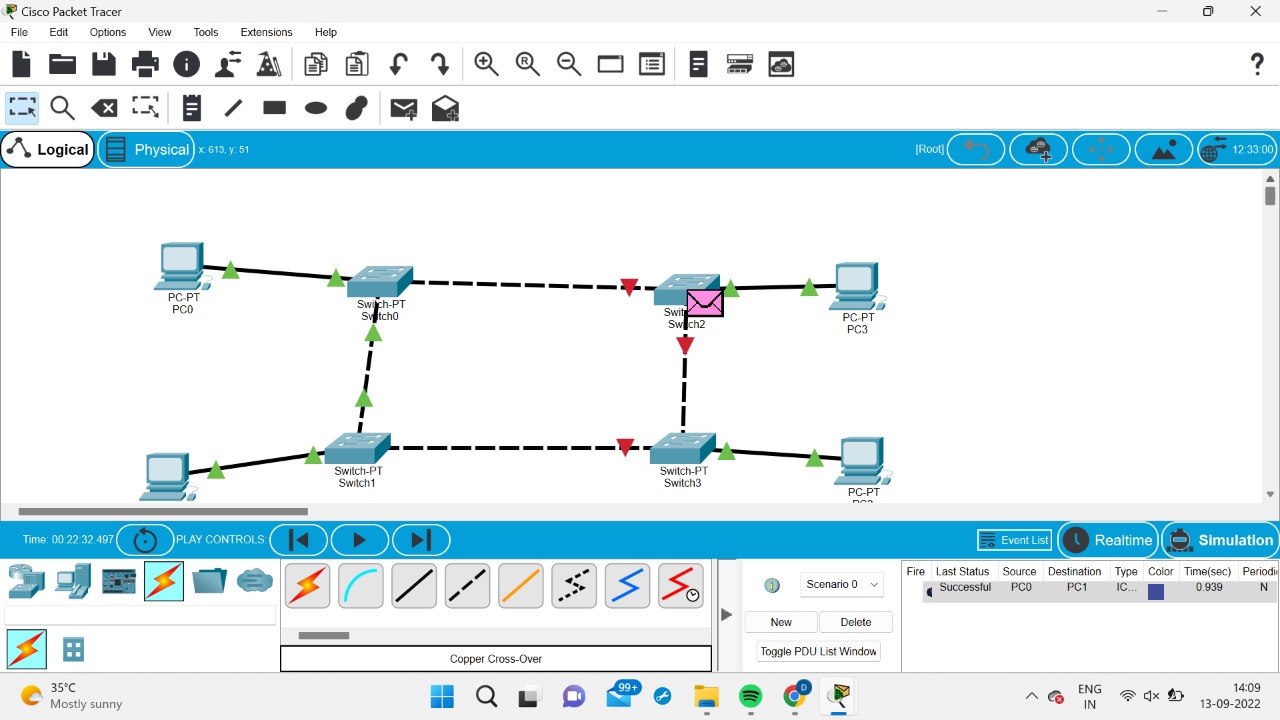 Cisco Packet Tracer
File Edit Options View Tools Extensions Help
Logical Physical x: 613, y: 51 [Root] 12:33:00
PC-PT
PC0
Switch-PT
Switch0
Switch2
PC-PT
PC3
Switch-PT
Switch1
Switch-PT
Switch3
PC-PT
Time: 00:22:32.497 PLAY CONTROLS: Event List Realtime Simulation
Scenario 0
New Delete
Toggle PDU List Window
Copper Cross-Over
Fire Last Status Source Destination Type Color Time(sec) Periodic
Successful PC0 PC1 IC... 0.939 N
35°C
Mostly sunny
99+
D
ENG
IN
14:09
13-09-2022